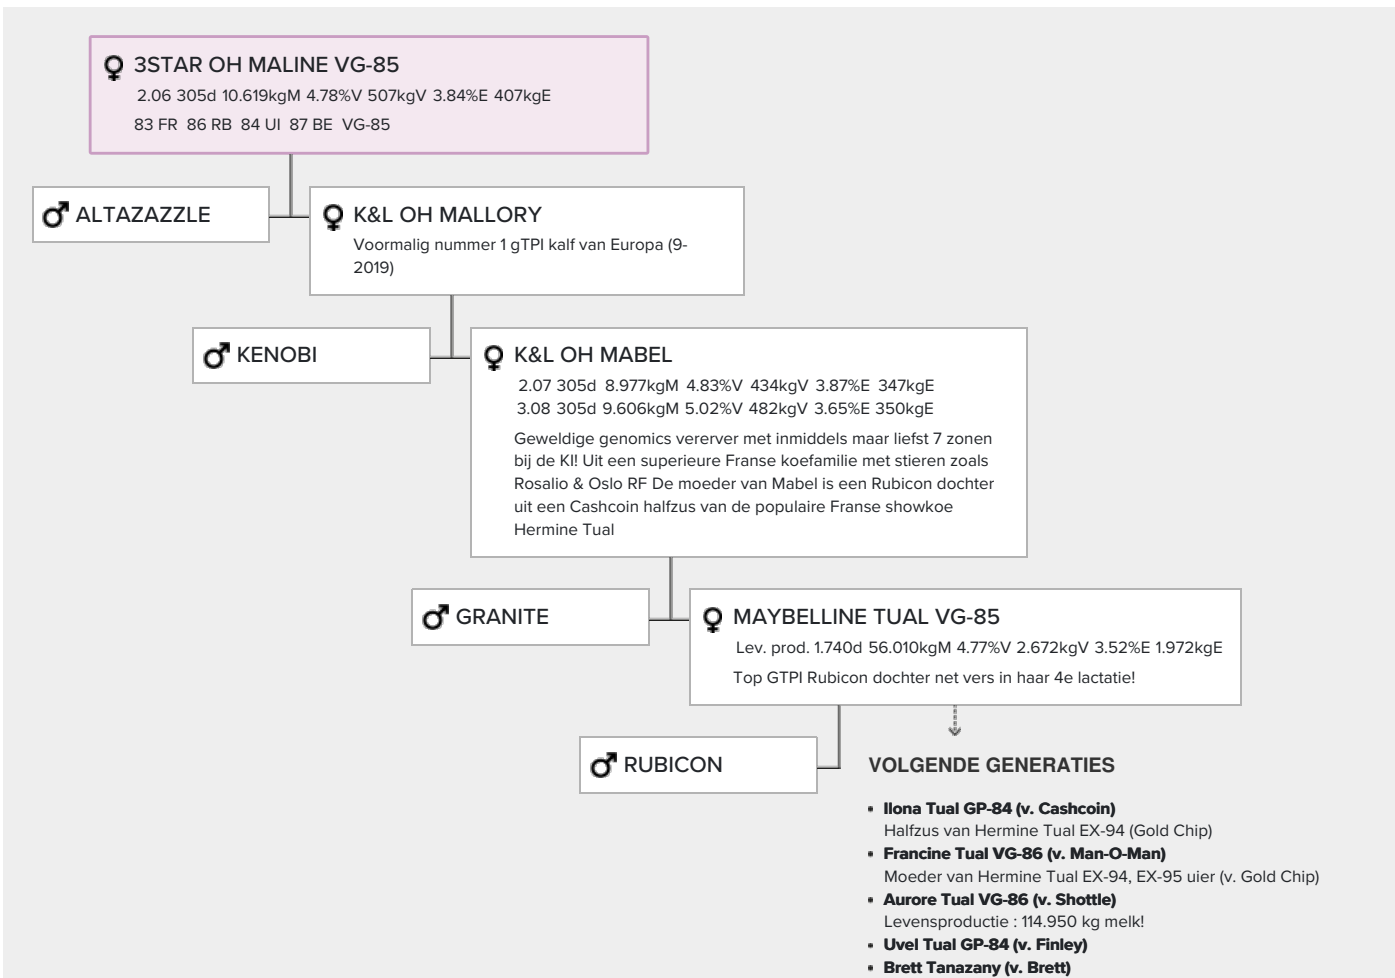 3STAR OH MALINE VG-85
2.06 305d 10.619kgM 4.78%V 507kgV 3.84%E 407kgE
83 FR 86 RB 84 UI 87 BE VG-85
ALTAZAZZLE
K&L OH MALLORY
Voormalig nummer 1 gTPI kalf van Europa (9-
2019)
KENOBI
K&L OH MABEL
2.07 305d 8.977kgM 4.83%V 434kgV 3.87%E 347kgE
3.08 305d 9.606kgM 5.02%V 482kgV 3.65%E 350kgE
Geweldige genomics vererver met inmiddels maar liefst 7 zonen
bij de KI! Uit een superieure Franse koefamilie met stieren zoals
Rosalio & Oslo RF De moeder van Mabel is een Rubicon dochter
uit een Cashcoin halfzus van de populaire Franse showkoe
Hermine Tual
GRANITE
MAYBELLINE TUAL VG-85
Lev. prod. 1.740d 56.010kgM 4.77%V 2.672kgV 3.52%E 1.972kgE
Top GTPI Rubicon dochter net vers in haar 4e lactatie!
RUBICON
VOLGENDE GENERATIES
• Ilona Tual GP-84 (v. Cashcoin)
Halfzus van Hermine Tual EX-94 (Gold Chip)
• Francine Tual VG-86 (v. Man-O-Man)
Moeder van Hermine Tual EX-94, EX-95 uier (v. Gold Chip)
• Aurore Tual VG-86 (v. Shottle)
Levensproductie : 114.950 kg melk!
• Uvel Tual GP-84 (v. Finley)
• Brett Tanazany (v. Brett)